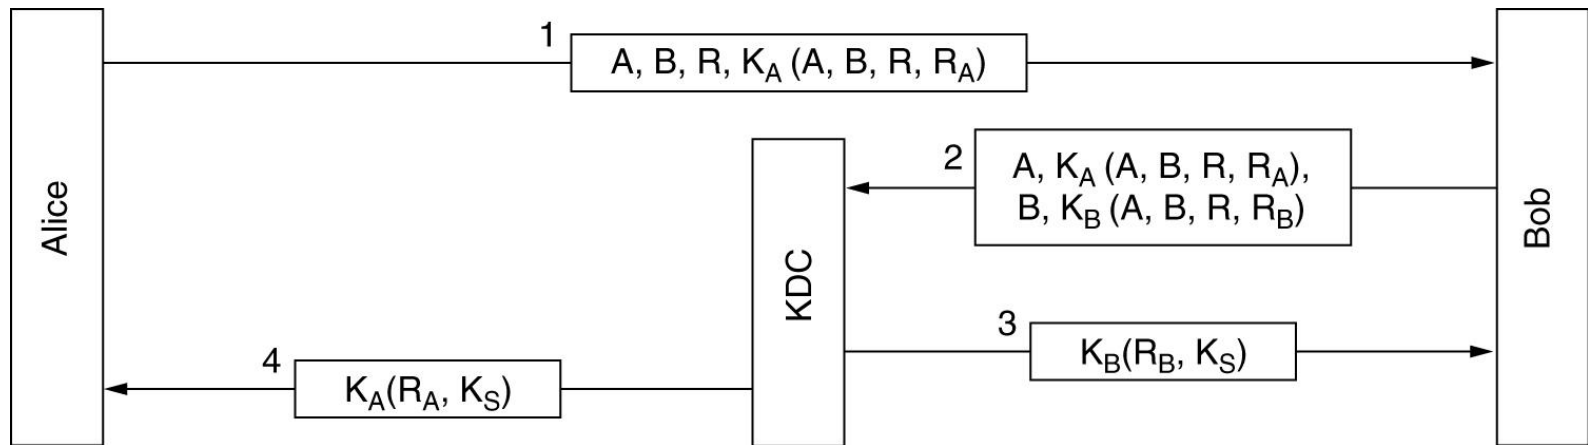 Alice
1
A, B, R, K_A (A, B, R, R_A)
2
A, K_A (A, B, R, R_A),
B, K_B (A, B, R, R_B)
KDC
Bob
3
K_B(R_B, K_S)
4
K_A(R_A, K_S)